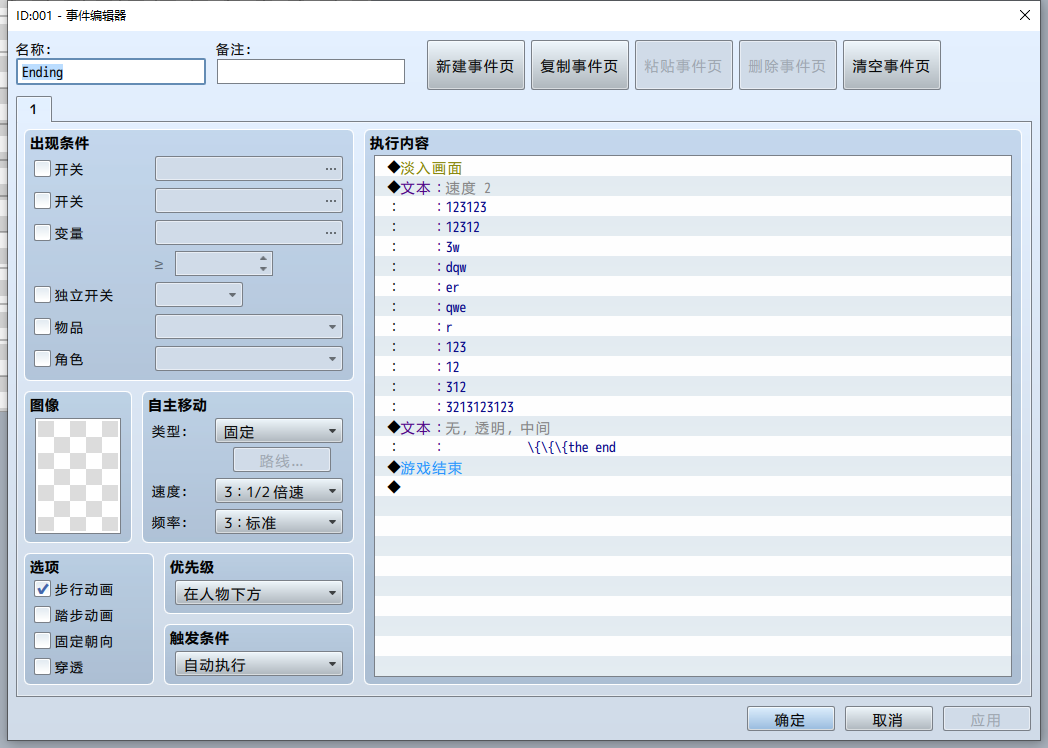 ID:001 - 事件编辑器
名称:
备注:
Ending
新建事件页
复制事件页
粘贴事件页
删除事件页
清空事件页
1
出现条件
开关
...
开关
...
变量
...
≥
独立开关
物品
角色
图像
自主移动
类型:
固定
路线...
速度:
3:1/2倍速
频率:
3:标准
选项
步行动画
踏步动画
固定朝向
穿透
优先级
在人物下方
触发条件
自动执行
执行内容
◆淡入画面
◆文本:速度 2
: :123123
: :12312
: :3w
: :dqw
: :er
: :qwe
: :r
: :123
: :12
: :312
: :3213123123
◆文本:无, 透明, 中间
: : \{\{\{the end
◆游戏结束
◆
确定
取消
应用